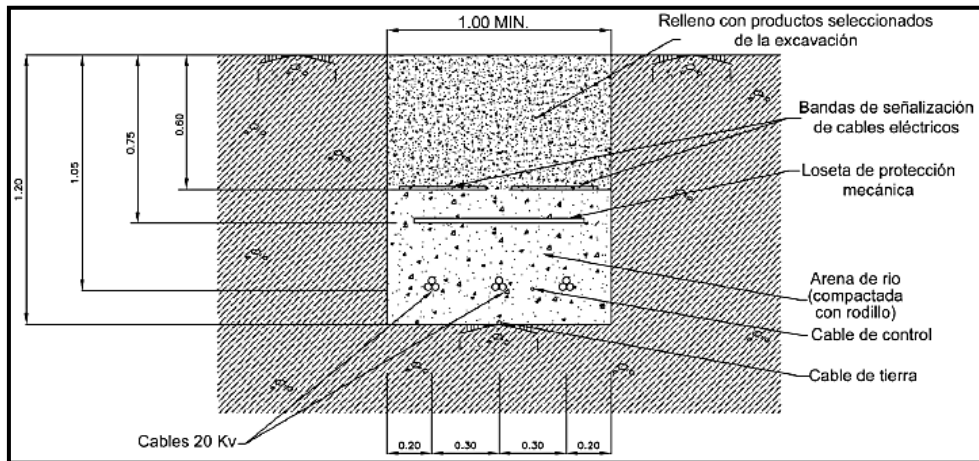 1.00 MIN.
Relleno con productos seleccionados
de la excavación
Bandas de señalización
de cables eléctricos
Loseta de protección
mecánica
0.60
0.75
1.05
1.20
Arena de rio
(compactada
con rodillo)
Cable de control
Cable de tierra
Cables 20 Kv
0.20
0.30
0.30
0.20